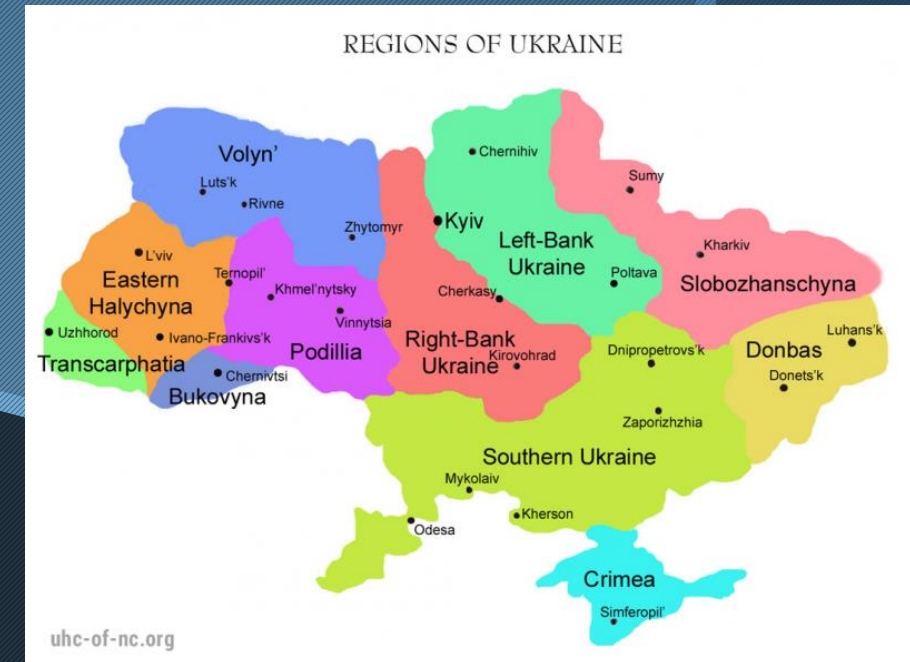 REGIONS OF UKRAINE
Volyn’
Chernihiv
Sumy
Luts’k
Rivne
Zhytomyr
Kyiv
Left-Bank
Ukraine
Kharkiv
L’viv
Ternopil’
Eastern
Halychyna
Khmel’nytsky
Cherkasy
Poltava
Slobozhanschyna
Vinnytsia
Uzhhorod
Ivano-Frankivs’k
Transcarphatia
Podillia
Right-Bank
Ukraine
Kirovohrad
Dnipropetrovs’k
Donbas
Luhans’k
Donets’k
Chernivtsi
Bukovyna
Zaporizhzhia
Southern Ukraine
Mykolaiv
Kherson
Odesa
Crimea
Simferopil’
uhc-of-nc.org